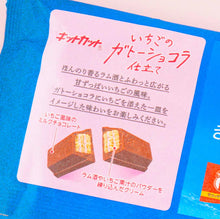 キットカット
いちごの
ガトーショコラ
仕立て
ほんのり香るラム酒とふわっと広がる
甘ずっぱいいちごの風味。
ガトーショコラにいちごを添えた一皿を
イメージした味わいをお楽しみください。
いちご風味の
ミルクチョコレート
ラム酒やいちご果汁のパウダーを
練り込んだクリーム